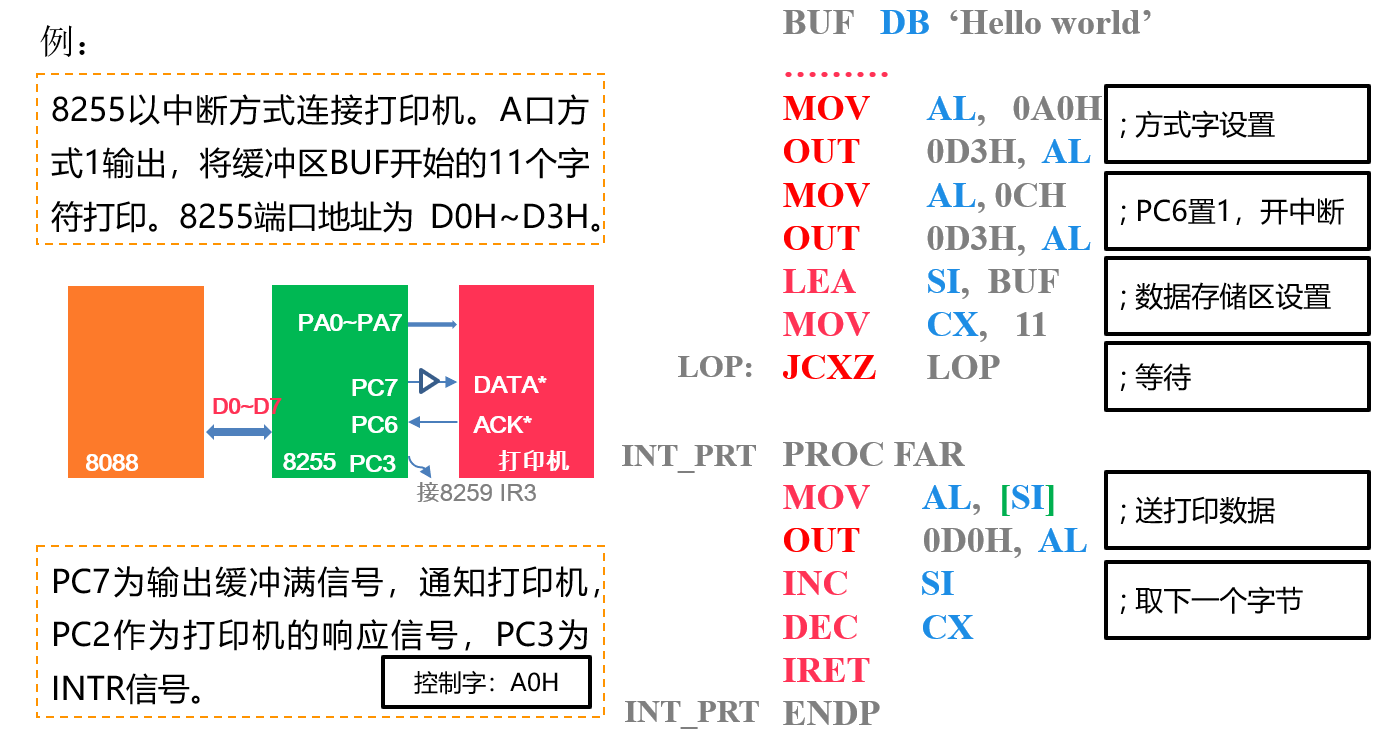 例：
8255以中断方式连接打印机。A口方
式1输出，将缓冲区BUF开始的11个字
符打印。8255端口地址为 D0H~D3H。
PA0~PA7
PC7
DATA*
D0~D7
PC6
ACK*
8088
8255
PC3
打印机
接8259 IR3
PC7为输出缓冲满信号，通知打印机，
PC2作为打印机的响应信号，PC3为
INTR信号。
控制字：A0H
BUF DB ‘Hello world’
………
MOV AL, 0A0H
; 方式字设置
OUT 0D3H, AL
MOV AL, 0CH
; PC6置1，开中断
OUT 0D3H, AL
LEA SI, BUF
; 数据存储区设置
MOV CX, 11
LOP: JCXZ LOP
; 等待
INT_PRT PROC FAR
MOV AL, [SI]
; 送打印数据
OUT 0D0H, AL
INC SI
; 取下一个字节
DEC CX
IRET
INT_PRT ENDP